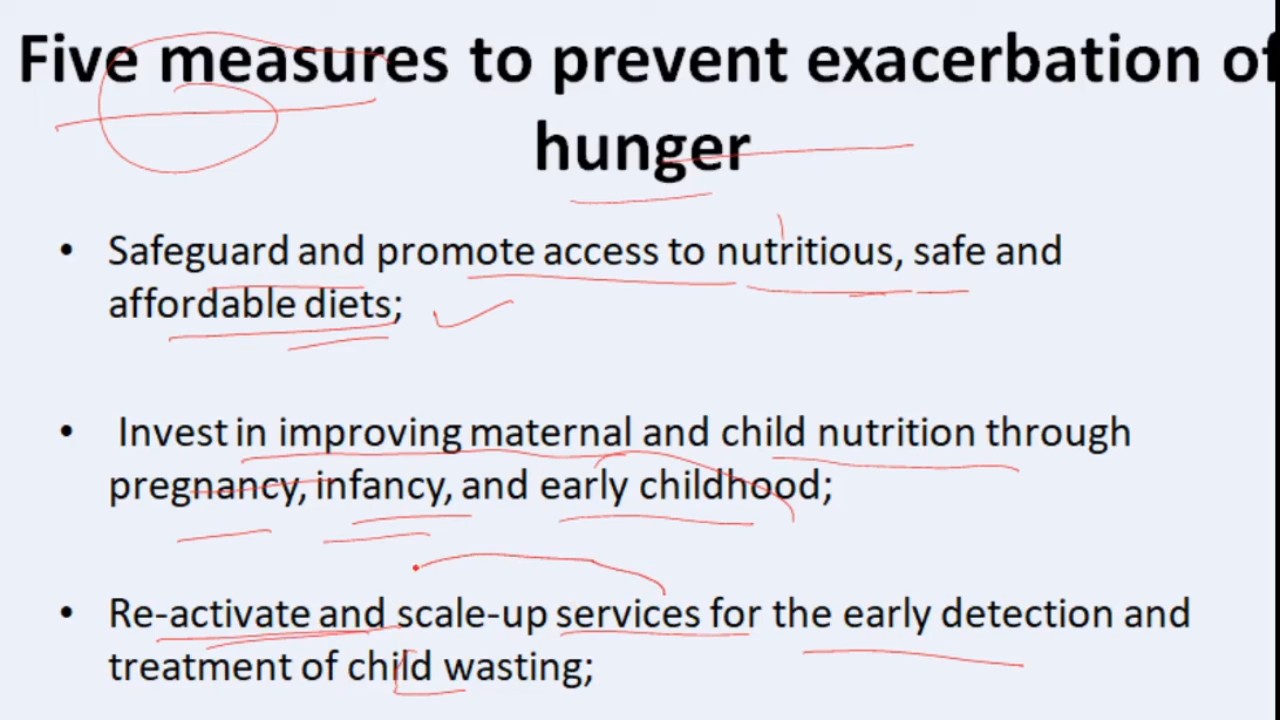 Five measures to prevent exacerbation of
hunger
• Safeguard and promote access to nutritious, safe and
affordable diets;
• Invest in improving maternal and child nutrition through
pregnancy, infancy, and early childhood;
• Re-activate and scale-up services for the early detection and
treatment of child wasting;